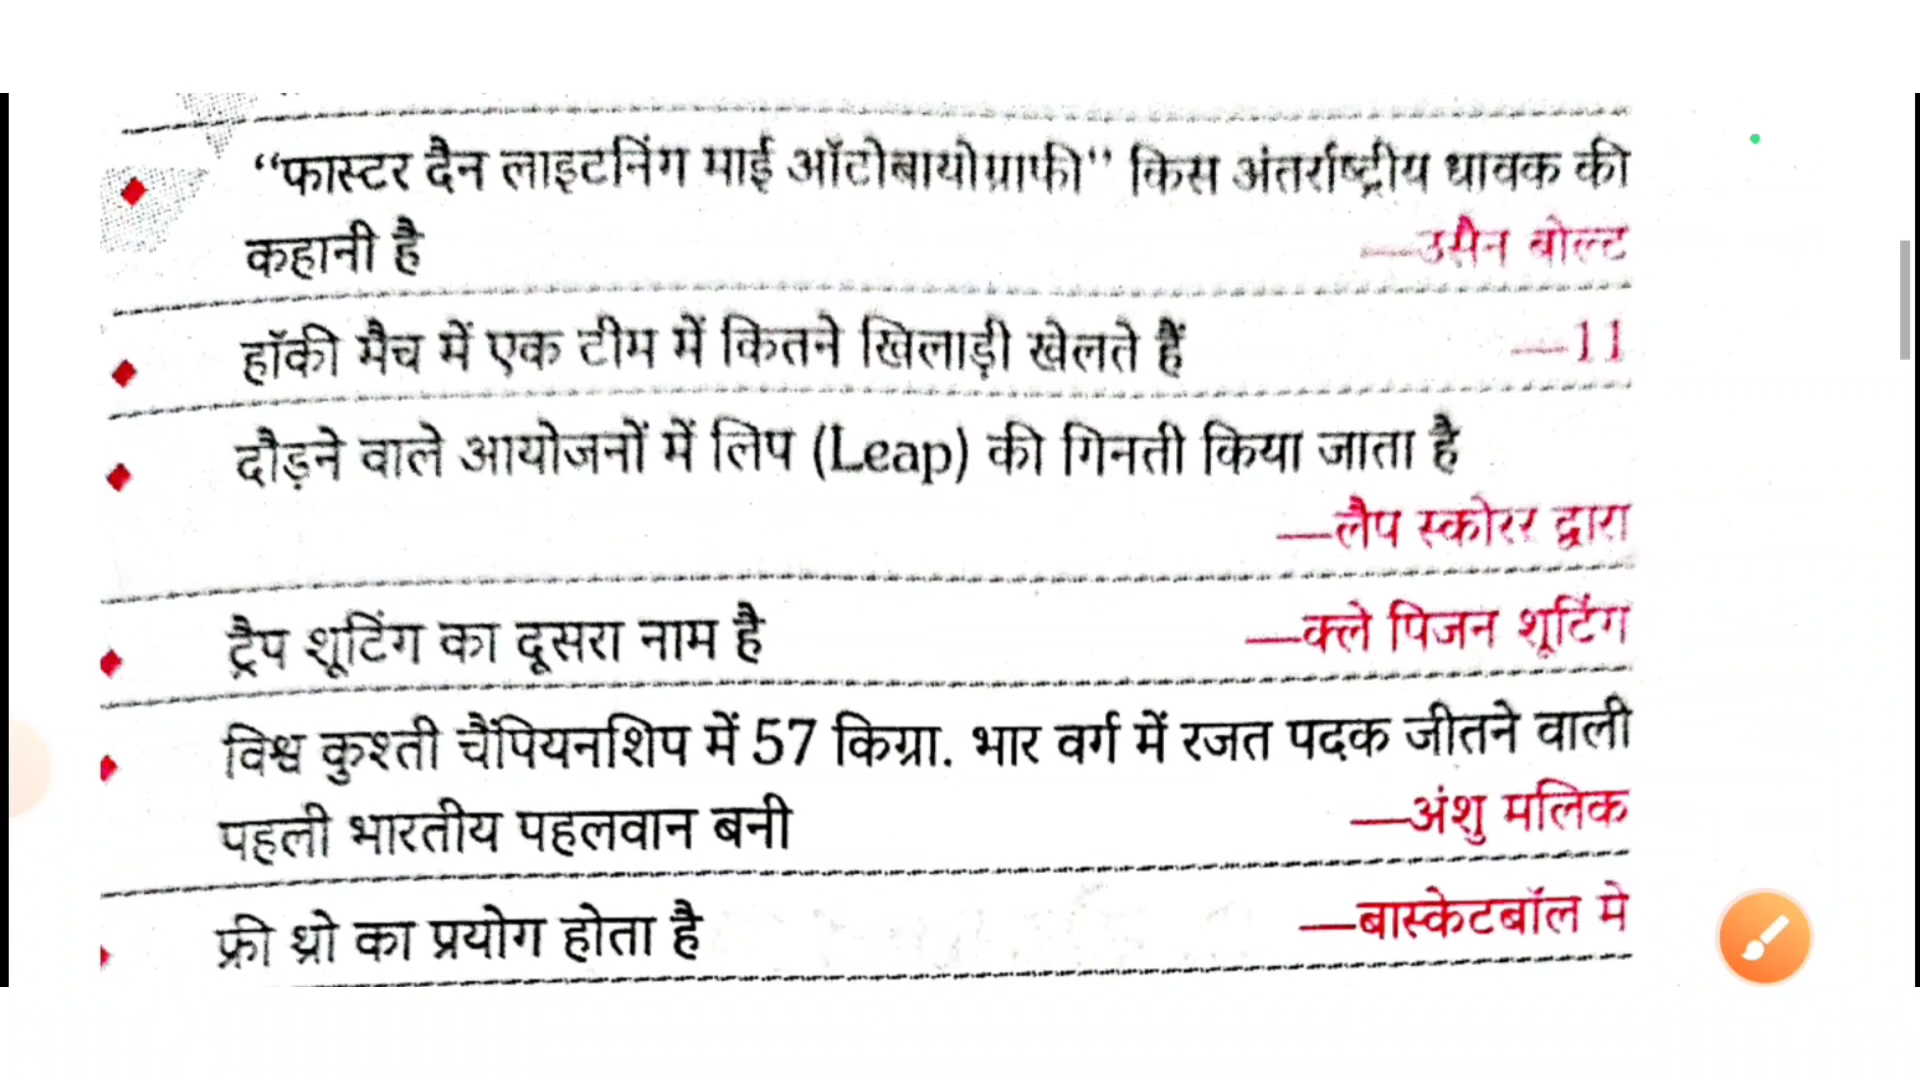 “फास्टर दैन लाइटनिंग माई ऑटोबायोग्राफी” किस अंतर्राष्ट्रीय धावक की
कहानी है —उसैन बोल्ट
हॉकी मैच में एक टीम में कितने खिलाड़ी खेलते हैं —11
दौड़ने वाले आयोजनों में लिप (Leap) की गिनती किया जाता है
—लैप स्कोरर द्वारा
ट्रैप शूटिंग का दूसरा नाम है —क्ले पिजन शूटिंग
विश्व कुश्ती चैंपियनशिप में 57 किग्रा. भार वर्ग में रजत पदक जीतने वाली
पहली भारतीय पहलवान बनी —अंशु मलिक
फ्री थ्रो का प्रयोग होता है —बास्केटबॉल मे